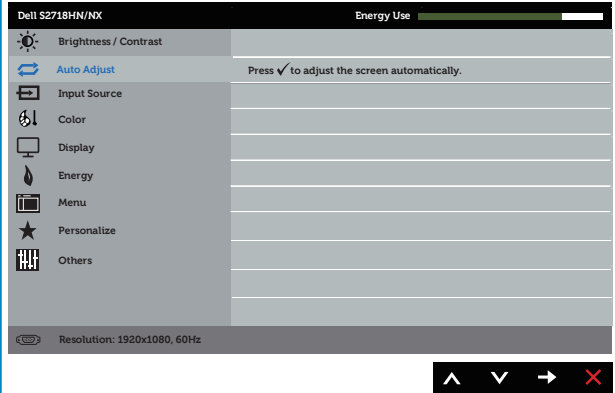 Dell S2718HN/NX Energy Use
Brightness / Contrast
Auto Adjust Press ✓ to adjust the screen automatically.
Input Source
Color
Display
Energy
Menu
Personalize
Others
Resolution: 1920x1080, 60Hz